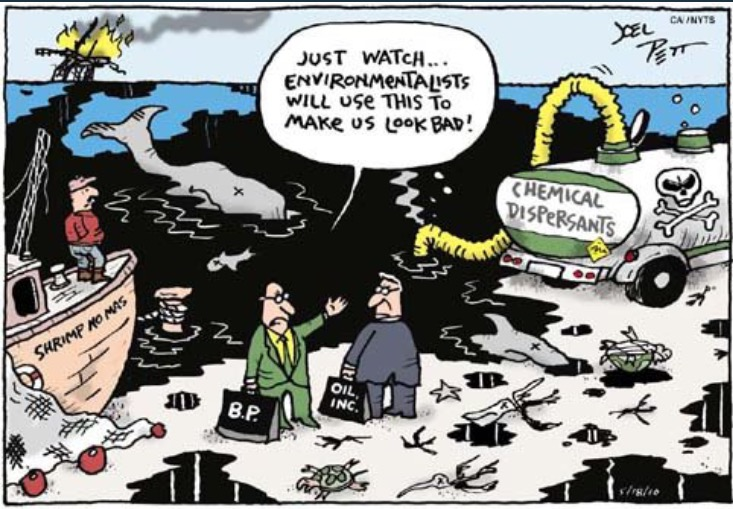 CAI/NYTS
JOEL
PETT
JUST WATCH...
ENVIRONMENTALISTS
WILL USE THIS TO
MAKE US LOOK BAD!
CHEMICAL
DISPERSANTS
SHRIMP NO MAS
B.P.
OIL,
INC.
5/18/10